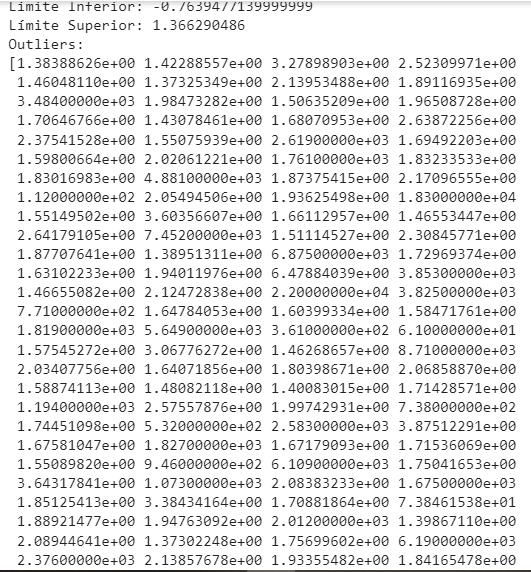 Límite Inferior: -0.7639477139999999
Límite Superior: 1.366290486
Outliers:
[1.38388626e+00 1.42288557e+00 3.27898903e+00 2.52309971e+00
1.46048110e+00 1.37325349e+00 2.13953488e+00 1.89116935e+00
3.48400000e+03 1.98473282e+00 1.50635209e+00 1.96508728e+00
1.70646766e+00 1.43078461e+00 1.68070953e+00 2.63872256e+00
2.37541528e+00 1.55075939e+00 2.61900000e+03 1.69492203e+00
1.59800664e+00 2.02061221e+00 1.76100000e+03 1.83233533e+00
1.83016983e+00 4.88100000e+03 1.87375415e+00 2.17096555e+00
1.12000000e+02 2.05494506e+00 1.93625498e+00 1.83000000e+04
1.55149502e+00 3.60356607e+00 1.66112957e+00 1.46553447e+00
2.64179105e+00 7.45200000e+03 1.51114527e+00 2.30845771e+00
1.87707641e+00 1.38951311e+00 6.87500000e+03 1.72969374e+00
1.63102233e+00 1.94011976e+00 6.47884039e+00 3.85300000e+03
1.46655082e+00 2.12472838e+00 2.20000000e+04 3.82500000e+03
7.71000000e+02 1.64784053e+00 1.60399334e+00 1.58471761e+00
1.81900000e+03 5.64900000e+03 3.61000000e+02 6.10000000e+01
1.57545272e+00 3.06776272e+00 1.46268657e+00 8.71000000e+03
2.03407756e+00 1.64071856e+00 1.80398671e+00 2.06858870e+00
1.58874113e+00 1.48082118e+00 1.40083015e+00 1.71428571e+00
1.19400000e+03 2.57557876e+00 1.99742931e+00 7.38000000e+02
1.74451098e+00 5.32000000e+02 2.58300000e+03 3.87512291e+00
1.67581047e+00 1.82700000e+03 1.67179093e+00 1.71536069e+00
1.55089820e+00 9.46000000e+02 6.10900000e+03 1.75041653e+00
3.64317841e+00 1.07300000e+03 2.08383233e+00 1.67500000e+03
1.85125413e+00 3.38434164e+00 1.70881864e+00 7.38461538e+01
1.88921477e+00 1.94763092e+00 2.01200000e+03 1.39867110e+00
2.08944641e+00 1.37302248e+00 1.75699602e+00 6.19000000e+03
2.37600000e+03 2.13857678e+00 1.93355482e+00 1.84165478e+00